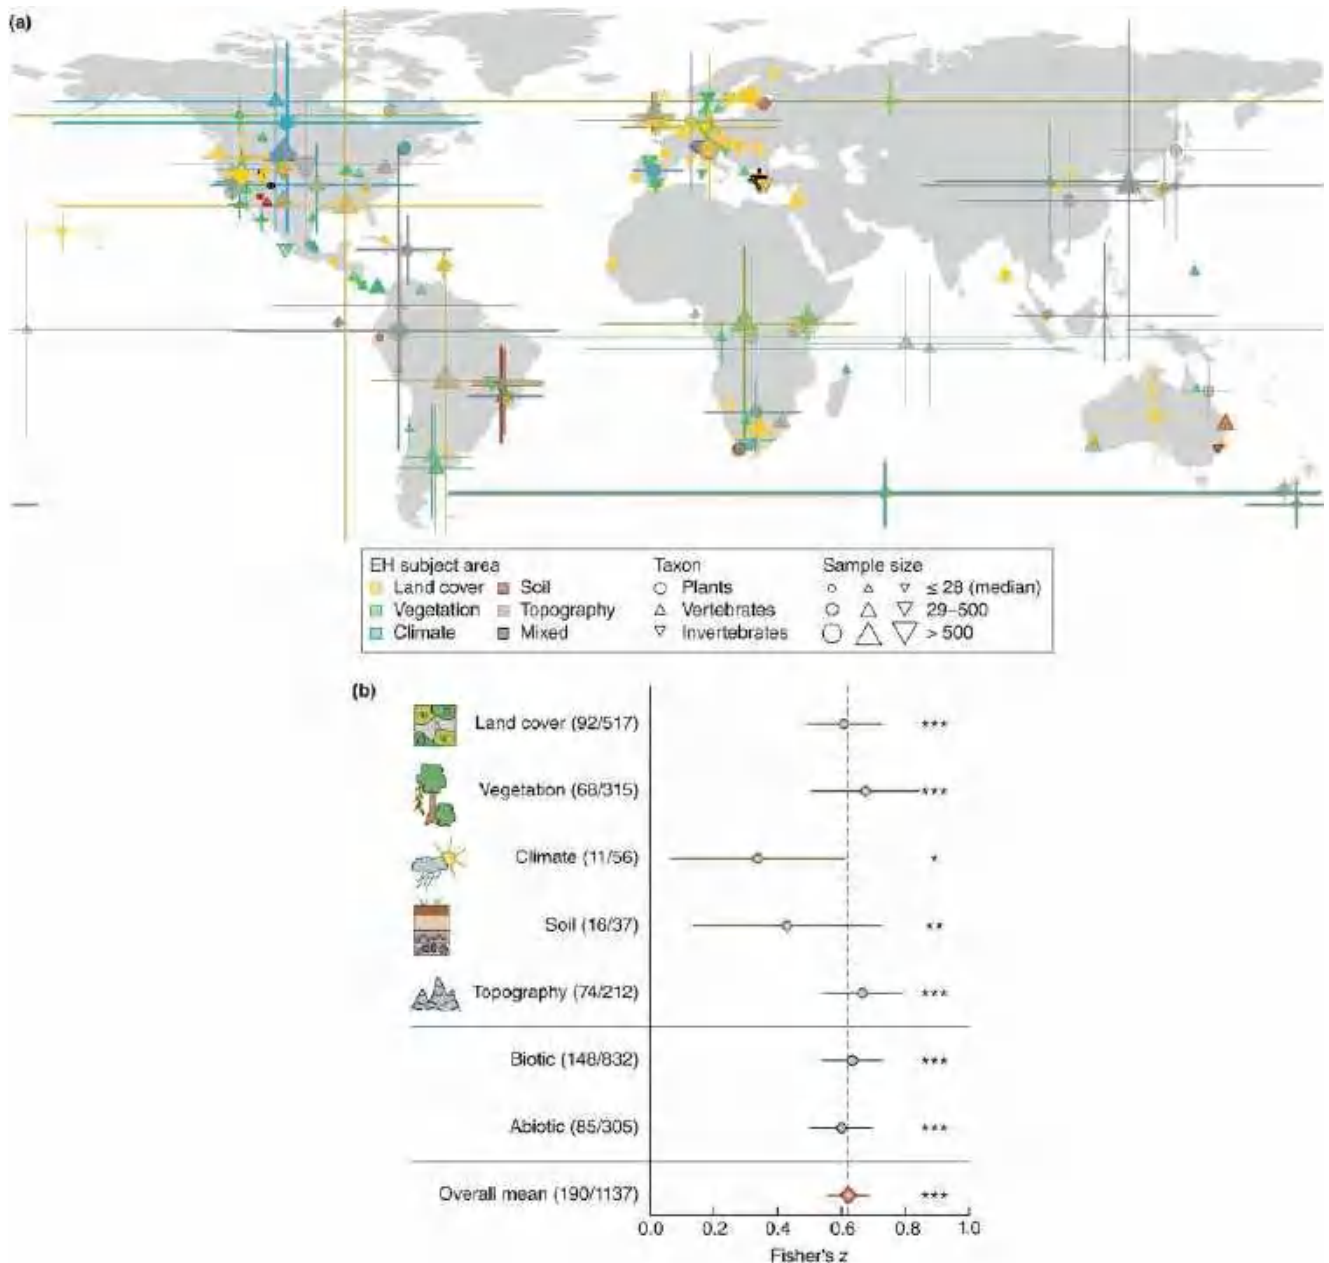 (a)
EH subject area Taxon Sample size
Land cover Soil Plants ≤ 28 (median)
Vegetation Topography Vertebrates 29–500
Climate Mixed Invertebrates > 500
(b)
Land cover (92/517) ***
Vegetation (68/315) ***
Climate (11/56) *
Soil (16/37) **
Topography (74/212) ***
Biotic (148/832) ***
Abiotic (85/305) ***
Overall mean (190/1137) ***
0.0 0.2 0.4 0.6 0.8 1.0
Fisher's z